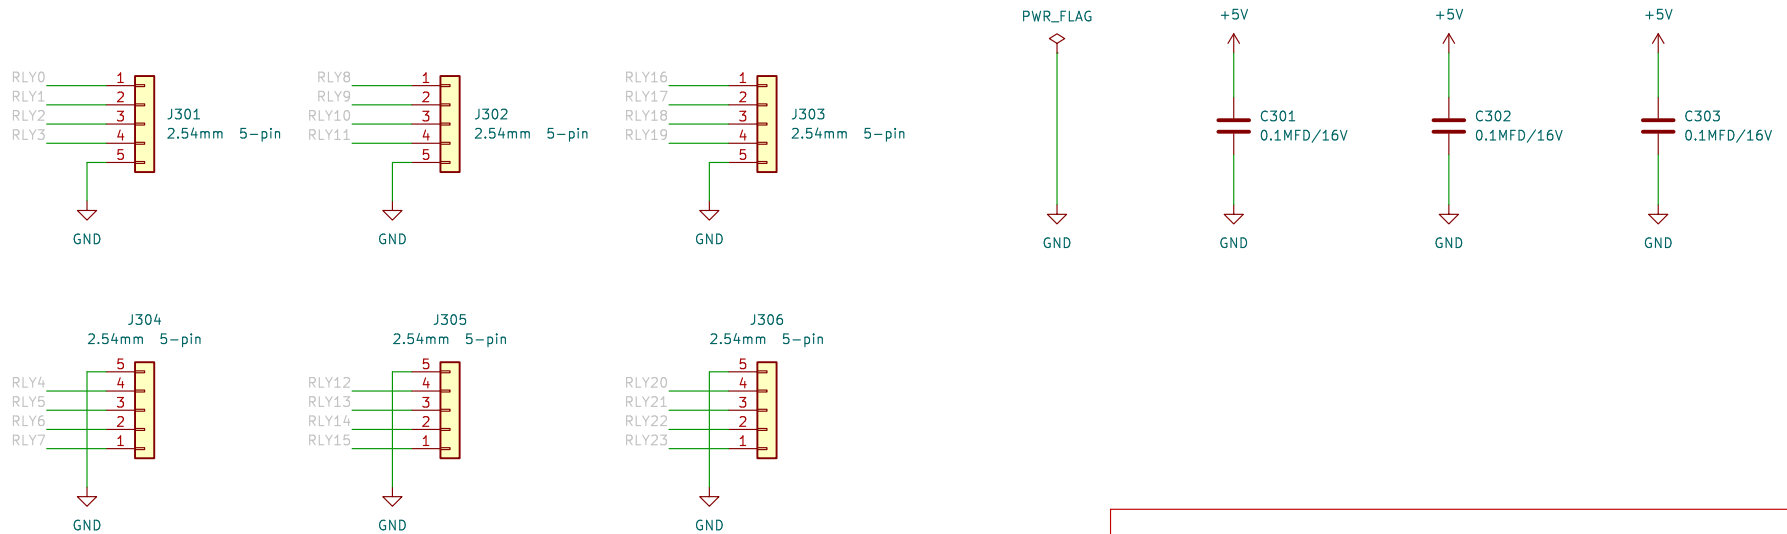 PWR_FLAG
+5V
+5V
+5V
RLY0
RLY1
RLY2
RLY3
1
2
3
4
5
J301
2.54mm  5-pin
GND
RLY8
RLY9
RLY10
RLY11
1
2
3
4
5
J302
2.54mm  5-pin
GND
RLY16
RLY17
RLY18
RLY19
1
2
3
4
5
J303
2.54mm  5-pin
GND
GND
C301
0.1MFD/16V
GND
C302
0.1MFD/16V
GND
C303
0.1MFD/16V
GND
J304
2.54mm  5-pin
5
4
3
2
1
RLY4
RLY5
RLY6
RLY7
GND
J305
2.54mm  5-pin
5
4
3
2
1
RLY12
RLY13
RLY14
RLY15
GND
J306
2.54mm  5-pin
5
4
3
2
1
RLY20
RLY21
RLY22
RLY23
GND